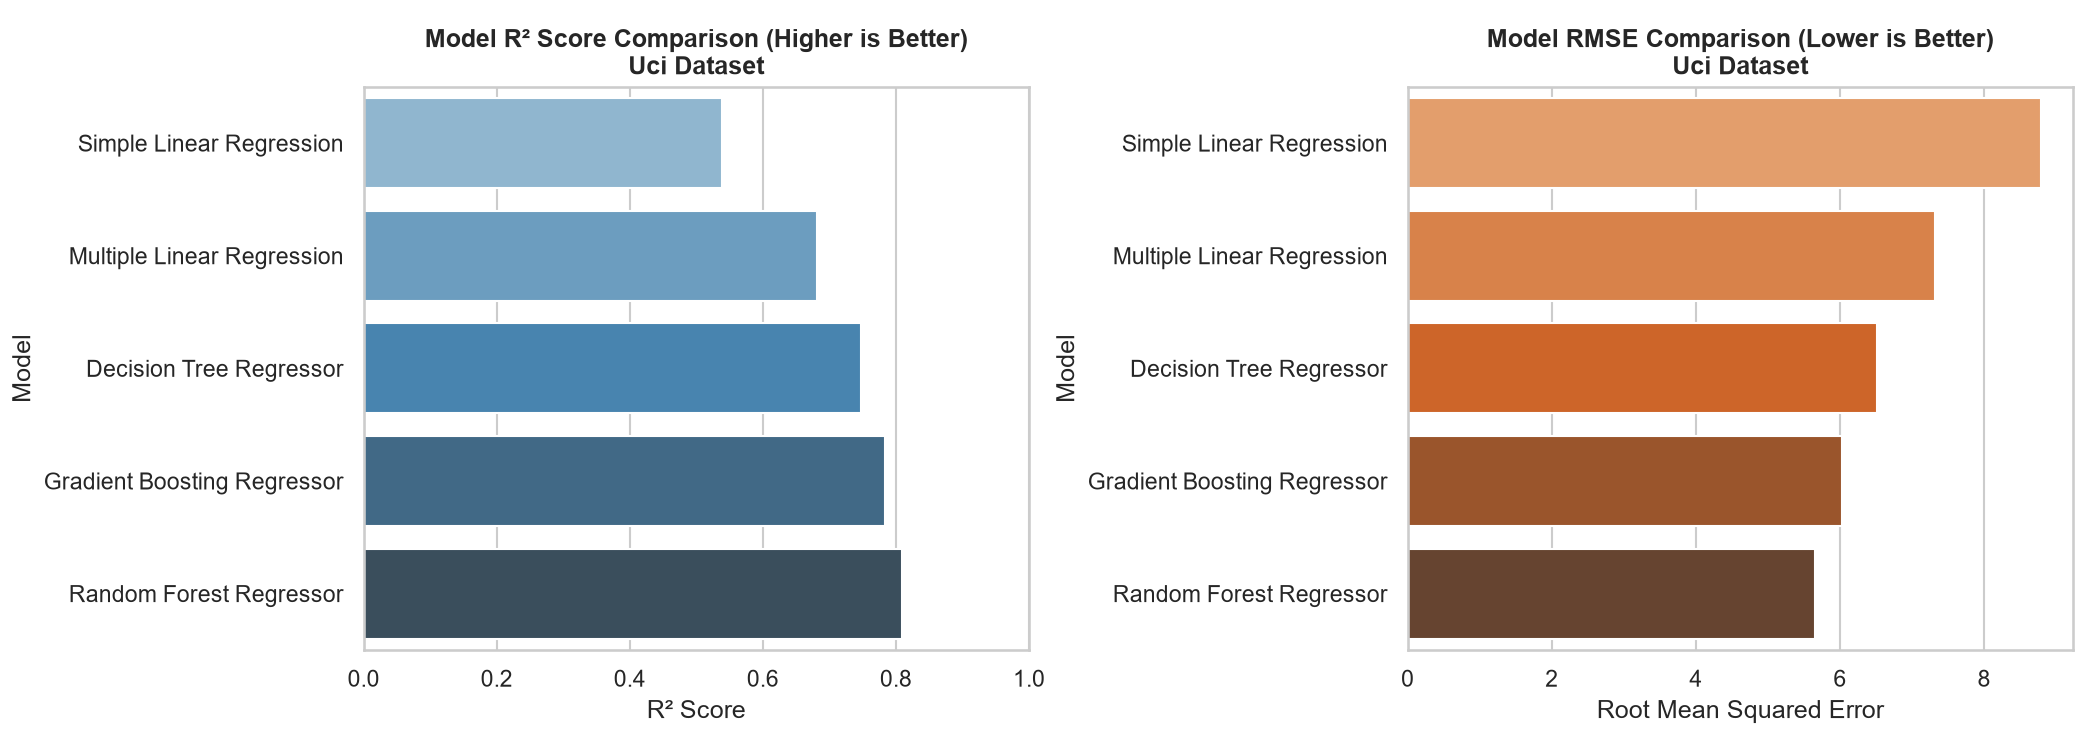 Model R² Score Comparison (Higher is Better)
Uci Dataset
Model
Simple Linear Regression
Multiple Linear Regression
Decision Tree Regressor
Gradient Boosting Regressor
Random Forest Regressor
0.0 0.2 0.4 0.6 0.8 1.0
R² Score
Model RMSE Comparison (Lower is Better)
Uci Dataset
Model
Simple Linear Regression
Multiple Linear Regression
Decision Tree Regressor
Gradient Boosting Regressor
Random Forest Regressor
0 2 4 6 8
Root Mean Squared Error